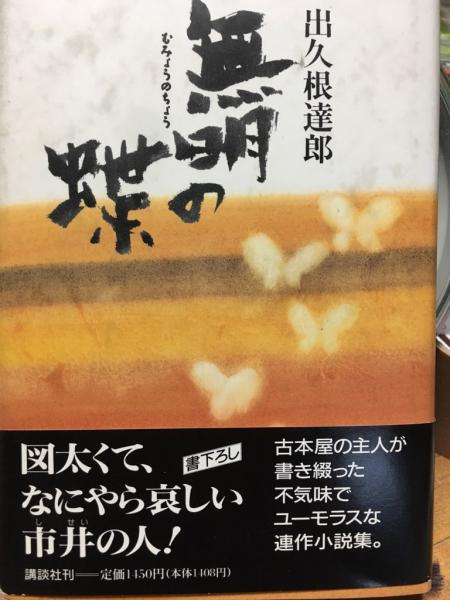 出久根達郎
無明の
蝶
むみょうのちょう
図太くて、
なにやら哀しい
市井の人!
しせい
書下ろし
古本屋の主人が
書き綴った
不気味で
ユーモラスな
連作小説集。
講談社刊──定価1450円(本体1408円)